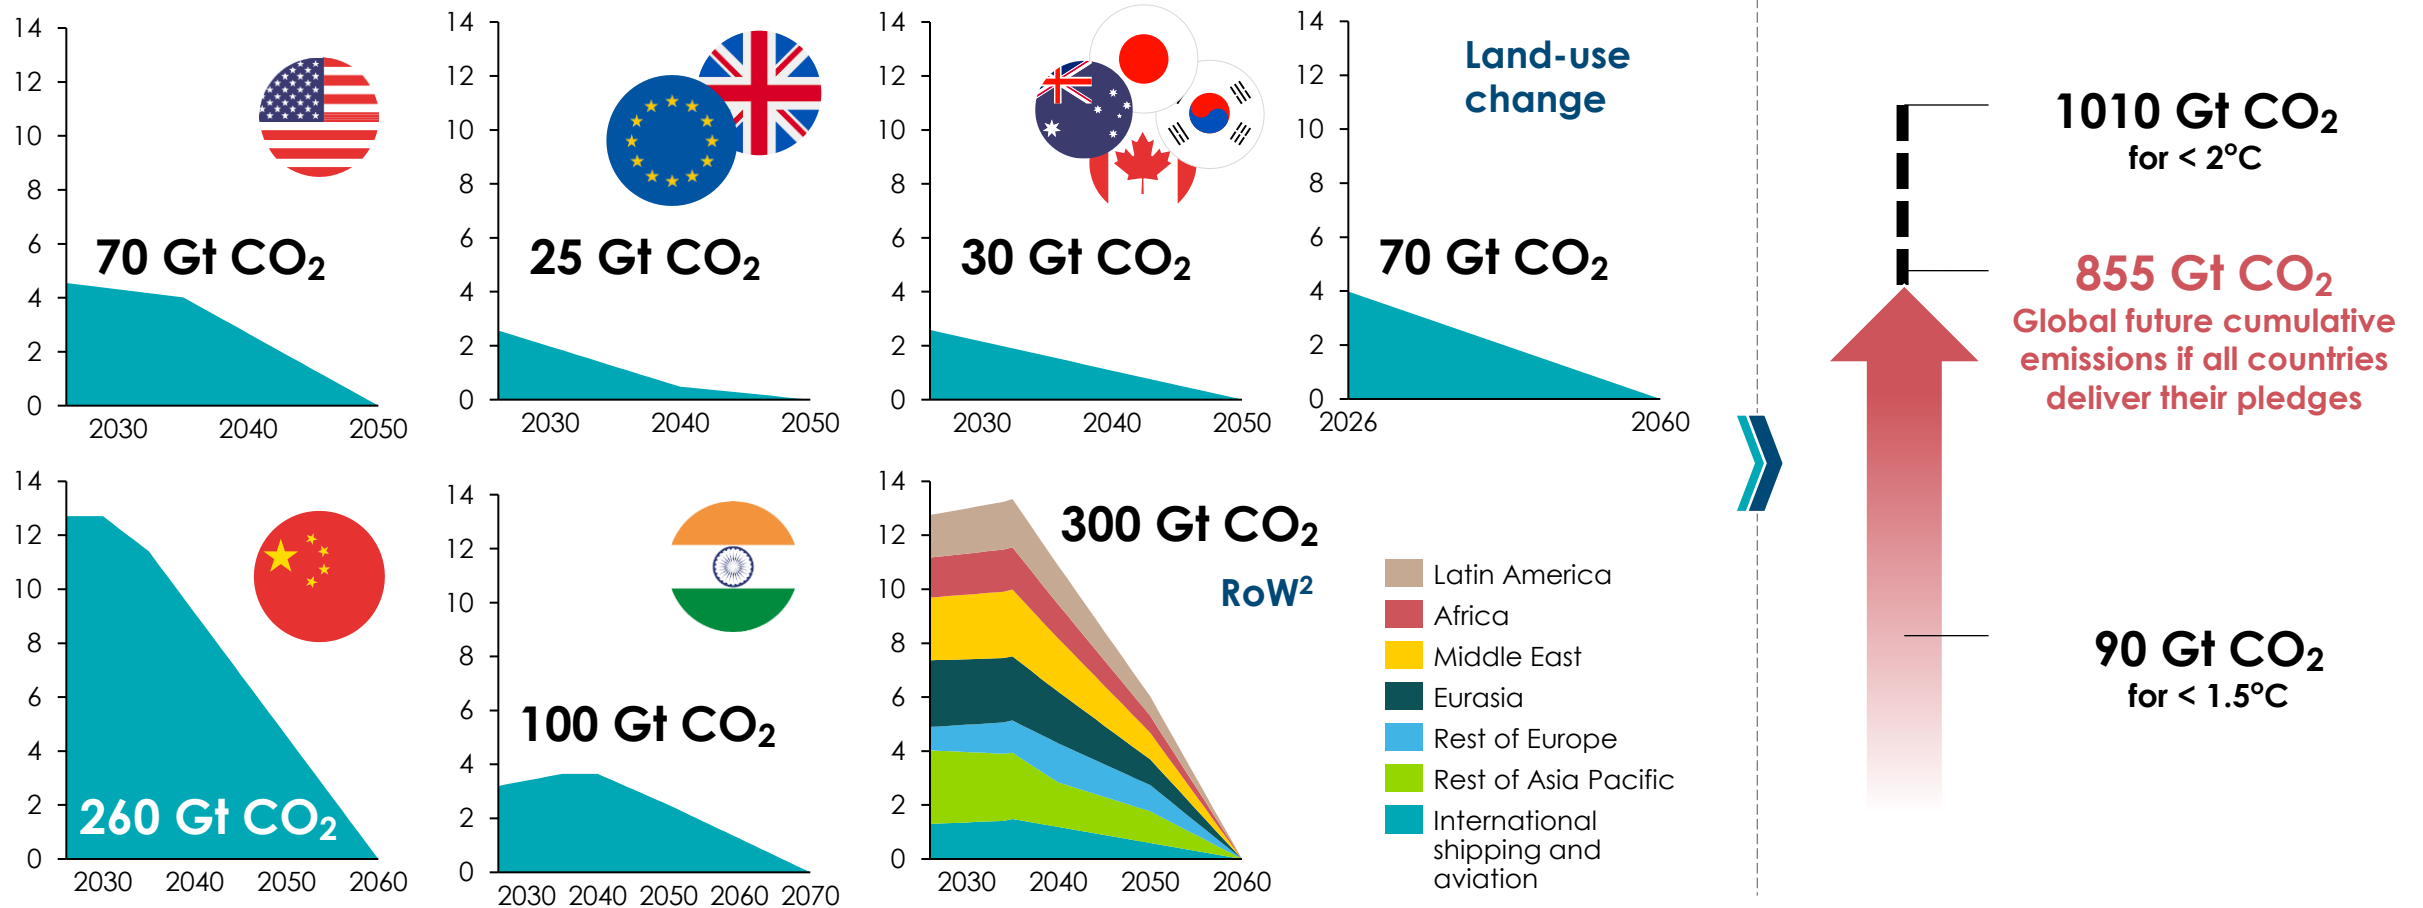 14
12
10
8
6
4
2
0
70 Gt CO₂
2030 2040 2050
14
12
10
8
6
4
2
0
25 Gt CO₂
2030 2040 2050
14
12
10
8
6
4
2
0
30 Gt CO₂
2030 2040 2050
14
12
10
8
6
4
2
0
Land-use
change
70 Gt CO₂
2026 2060
14
12
10
8
6
4
2
0
260 Gt CO₂
2030 2040 2050 2060
14
12
10
8
6
4
2
0
100 Gt CO₂
2030 2040 2050 2060 2070
14
12
10
8
6
4
2
0
300 Gt CO₂
RoW²
2030 2040 2050 2060
Latin America
Africa
Middle East
Eurasia
Rest of Europe
Rest of Asia Pacific
International
shipping and
aviation
1010 Gt CO₂
for < 2°C
855 Gt CO₂
Global future cumulative
emissions if all countries
deliver their pledges
90 Gt CO₂
for < 1.5°C